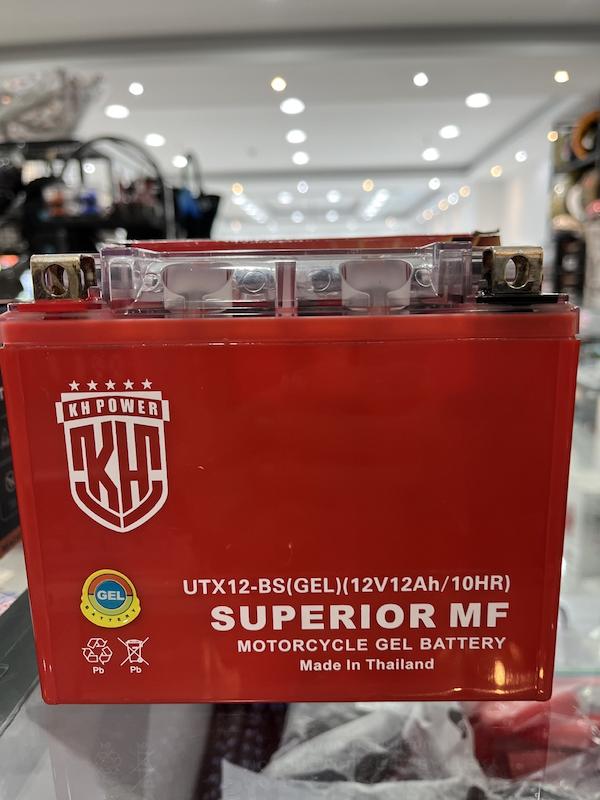 KH POWER
KH
UTX12-BS(GEL)(12V12Ah/10HR)
GEL
BATTERY
SUPERIOR MF
MOTORCYCLE GEL BATTERY
Made In Thailand
Pb
Pb